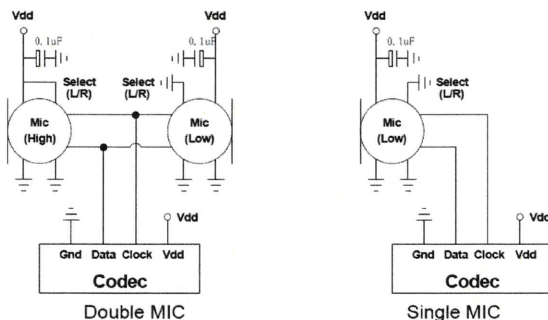 Vdd
Vdd
0.1uF
0.1uF
Select
(L/R)
Select
(L/R)
Mic
(High)
Mic
(Low)
Vdd
Gnd Data Clock Vdd
Codec
Double MIC
Vdd
0.1uF
Select
(L/R)
Mic
(Low)
Vdd
Gnd Data Clock Vdd
Codec
Single MIC